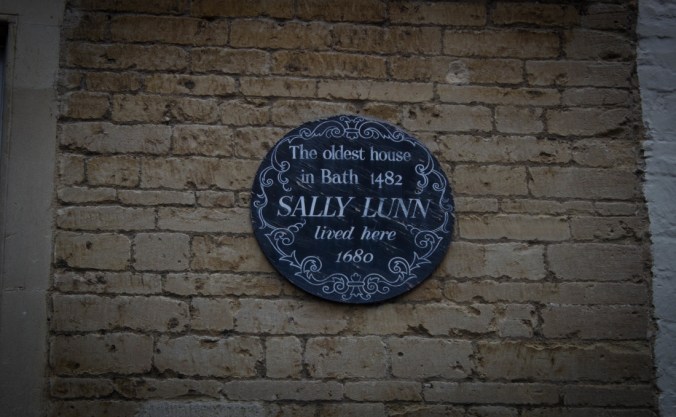 The oldest house
in Bath 1482
SALLY LUNN
lived here
1680